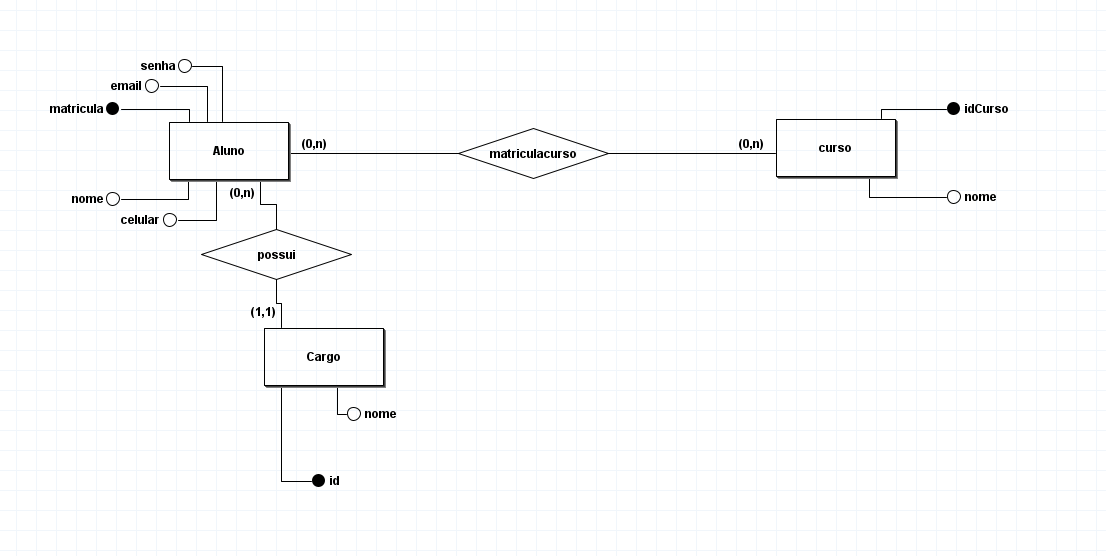 senha
email
matricula
idCurso
Aluno
(0,n)
matriculacurso
(0,n)
curso
nome
(0,n)
nome
celular
possui
(1,1)
Cargo
nome
id